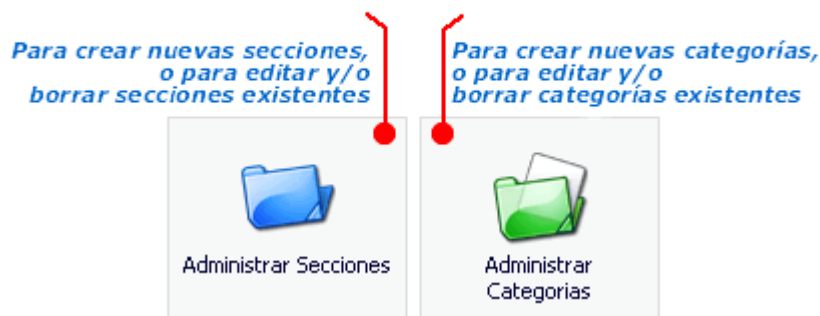 Para crear nuevas secciones,
o para editar y/o
borrar secciones existentes
Para crear nuevas categorías,
o para editar y/o
borrar categorías existentes
Administrar Secciones
Administrar
Categorias